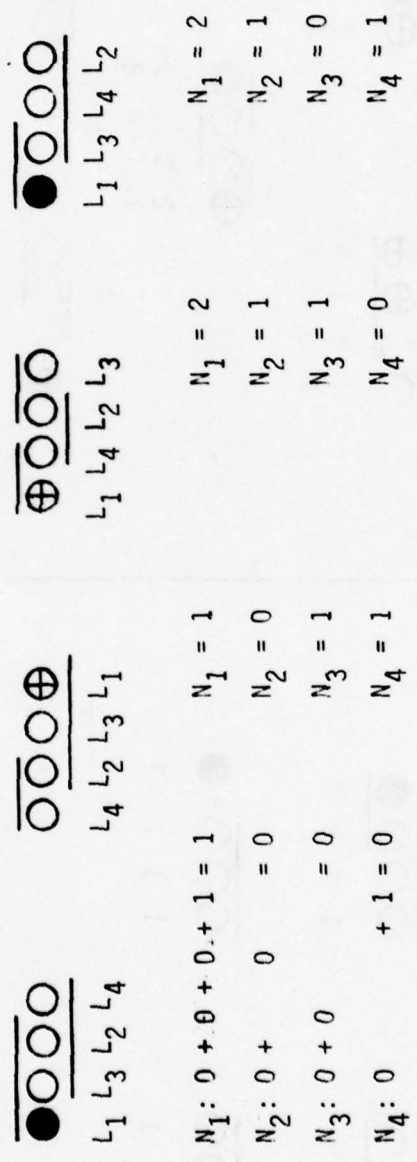 L1 L3 L2 L4
N1: 0 + 0 + 0 + 1 = 1
N2: 0 + 0 = 0
N3: 0 + 0 = 0
N4: 0 + 1 = 0
L4 L2 L3 L1
N1 = 1
N2 = 0
N3 = 1
N4 = 1
L1 L4 L2 L3
N1 = 2
N2 = 1
N3 = 1
N4 = 0
L1 L3 L4 L2
N1 = 2
N2 = 1
N3 = 0
N4 = 1